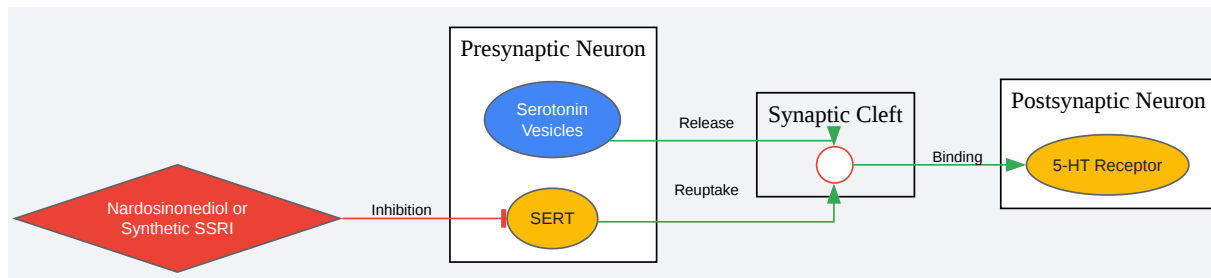 Presynaptic Neuron
Serotonin
Vesicles
Release
Synaptic Cleft
Postsynaptic Neuron
Binding
5-HT Receptor
Reuptake
Nardosinonediol or
Synthetic SSRI
Inhibition
SERT